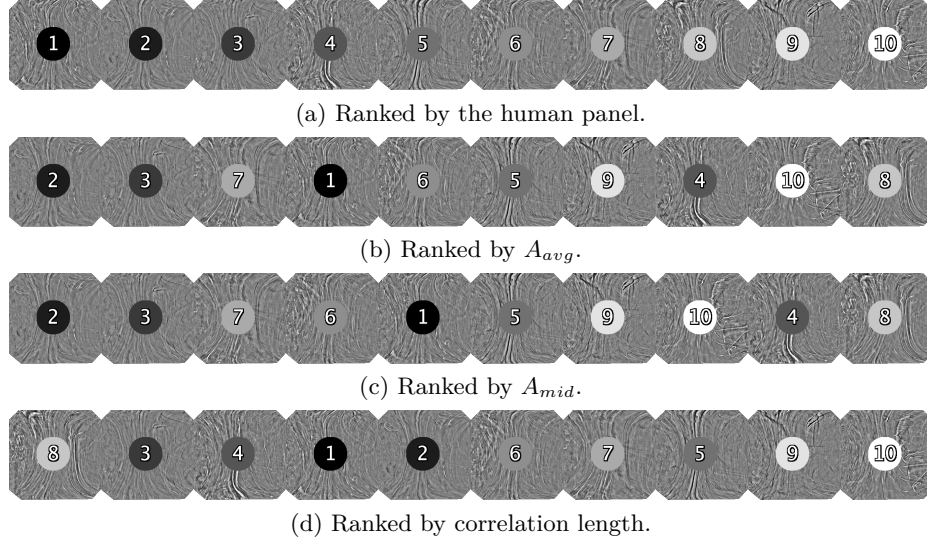 1 2 3 4 5 6 7 8 9 10
(a) Ranked by the human panel.
2 3 7 1 6 5 9 4 10 8
(b) Ranked by A_avg.
2 3 7 6 1 5 9 10 4 8
(c) Ranked by A_mid.
8 3 4 1 2 6 7 5 9 10
(d) Ranked by correlation length.